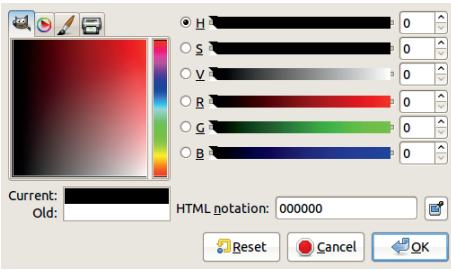 H 0
S 0
V 0
R 0
G 0
B 0
Current:
Old:
HTML notation: 000000
Reset Cancel OK